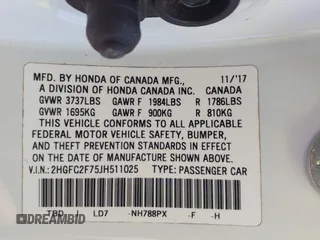 MFD. BY HONDA OF CANADA MFG., 11/'17
A DIVISION OF HONDA CANADA INC. CANADA
GVWR 3737LBS GAWR F 1984LBS R 1786LBS
GVWR 1695KG GAWR F 900KG R 810KG
THIS VEHICLE CONFORMS TO ALL APPLICABLE
FEDERAL MOTOR VEHICLE SAFETY, BUMPER,
AND THEFT PREVENTION STANDARDS IN EFFECT
ON THE DATE OF MANUFACTURE SHOWN ABOVE.
V.I.N.: 2HGFC2F75JH511025 TYPE: PASSENGER CAR
TBD LD7 -NH788PX -F -H
DREAMBID